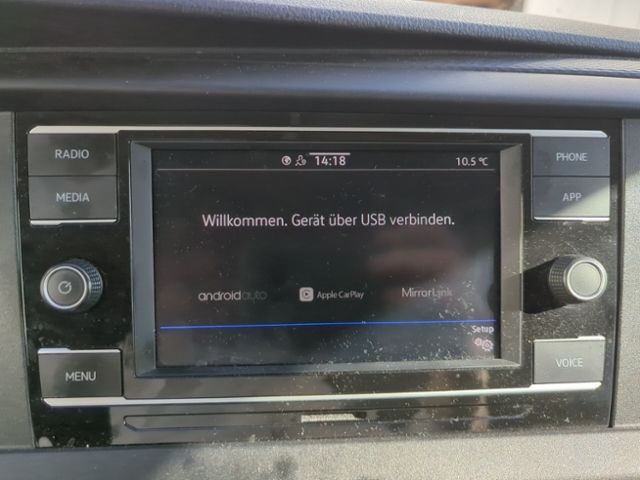 RADIO
MEDIA
14:18
10.5 °C
PHONE
APP
Willkommen. Gerät über USB verbinden.
androidauto
Apple CarPlay
MirrorLink
Setup
MENU
VOICE